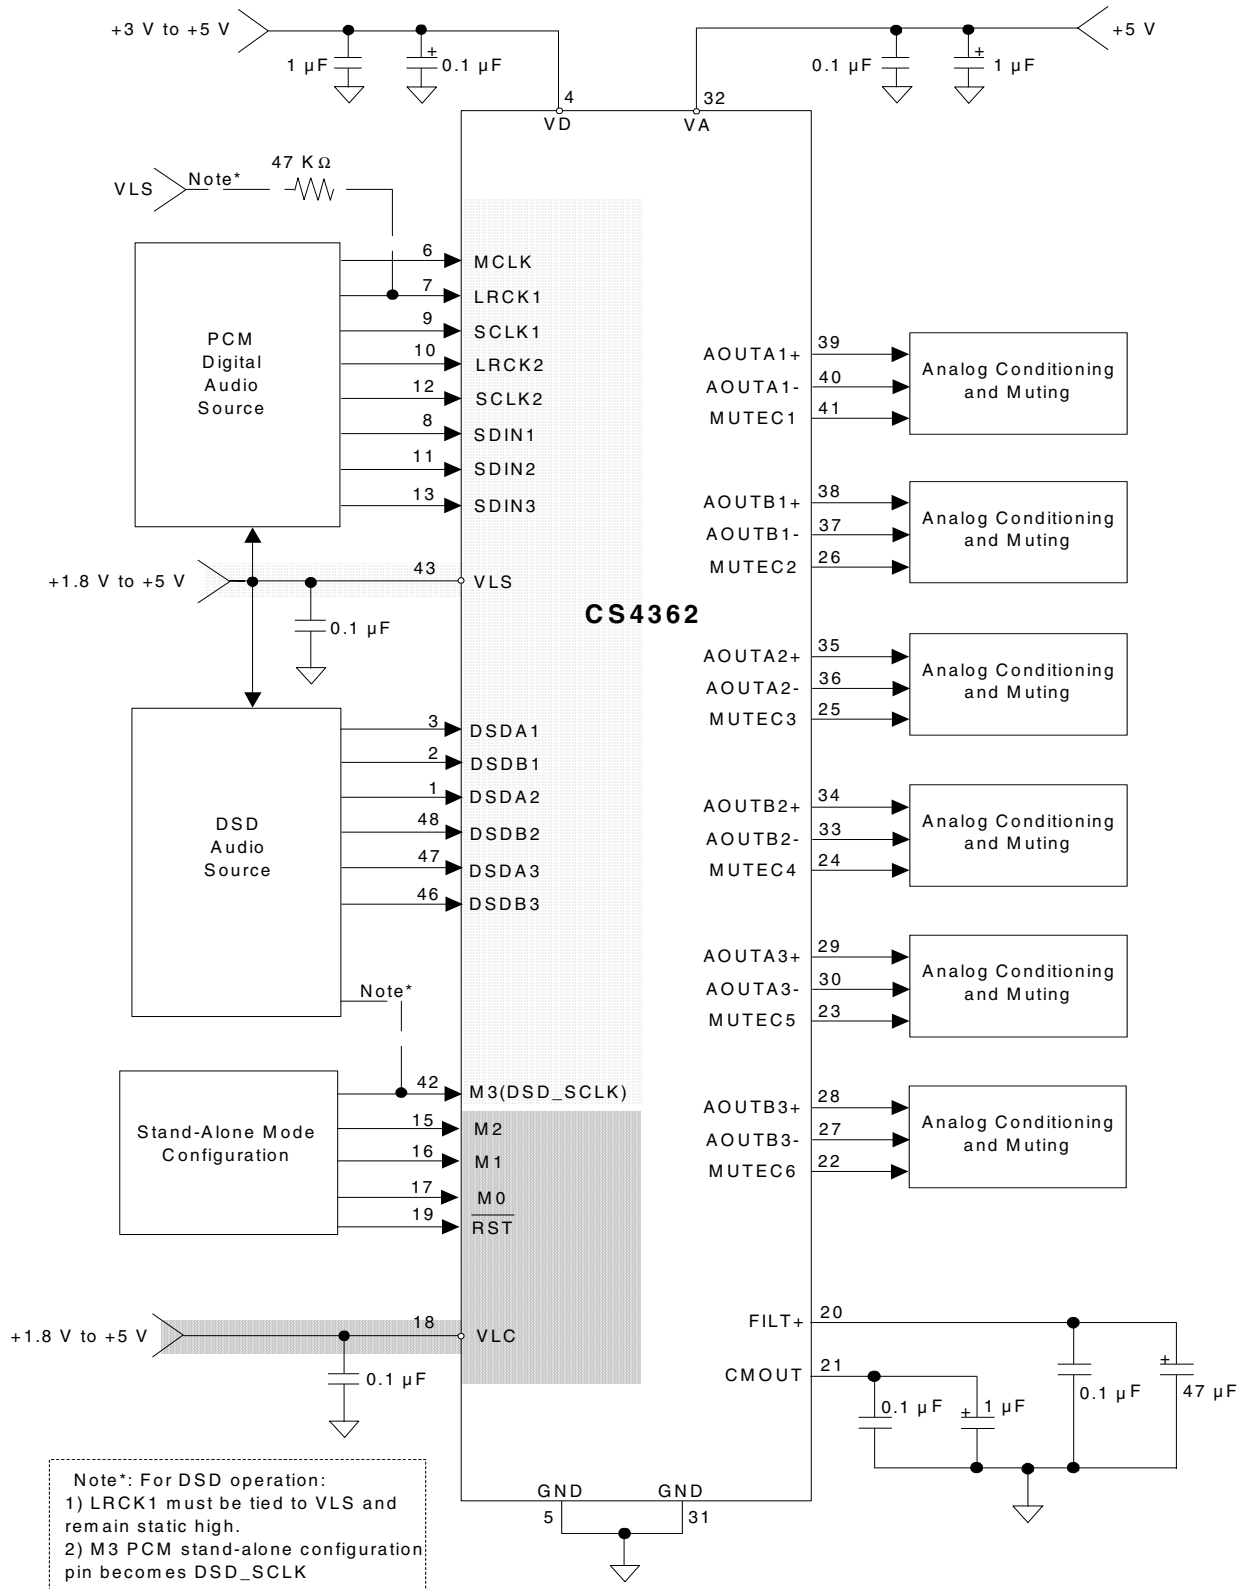 +3 V to +5 V
1 µF
+
0.1 µF
0.1 µF
+
1 µF
+5 V
4
32
VD
VA
VLS
Note*
47 KΩ
PCM
Digital
Audio
Source
6
MCLK
7
LRCK1
9
SCLK1
10
LRCK2
12
SCLK2
8
SDIN1
11
SDIN2
13
SDIN3
+1.8 V to +5 V
43
VLS
0.1 µF
CS4362
DSD
Audio
Source
3
DSDA1
2
DSDB1
1
DSDA2
48
DSDB2
47
DSDA3
46
DSDB3
Note*
Stand-Alone Mode
Configuration
42
M3(DSD_SCLK)
15
M2
16
M1
17
M0
19
RST
+1.8 V to +5 V
18
VLC
0.1 µF
AOUTA1+
39
AOUTA1-
40
MUTEC1
41
Analog Conditioning
and Muting
AOUTB1+
38
AOUTB1-
37
MUTEC2
26
Analog Conditioning
and Muting
AOUTA2+
35
AOUTA2-
36
MUTEC3
25
Analog Conditioning
and Muting
AOUTB2+
34
AOUTB2-
33
MUTEC4
24
Analog Conditioning
and Muting
AOUTA3+
29
AOUTA3-
30
MUTEC5
23
Analog Conditioning
and Muting
AOUTB3+
28
AOUTB3-
27
MUTEC6
22
Analog Conditioning
and Muting
FILT+
20
CMOUT
21
0.1 µF
+
1 µF
0.1 µF
+
47 µF
GND
GND
5
31
Note*: For DSD operation:
1) LRCK1 must be tied to VLS and
remain static high.
2) M3 PCM stand-alone configuration
pin becomes DSD_SCLK